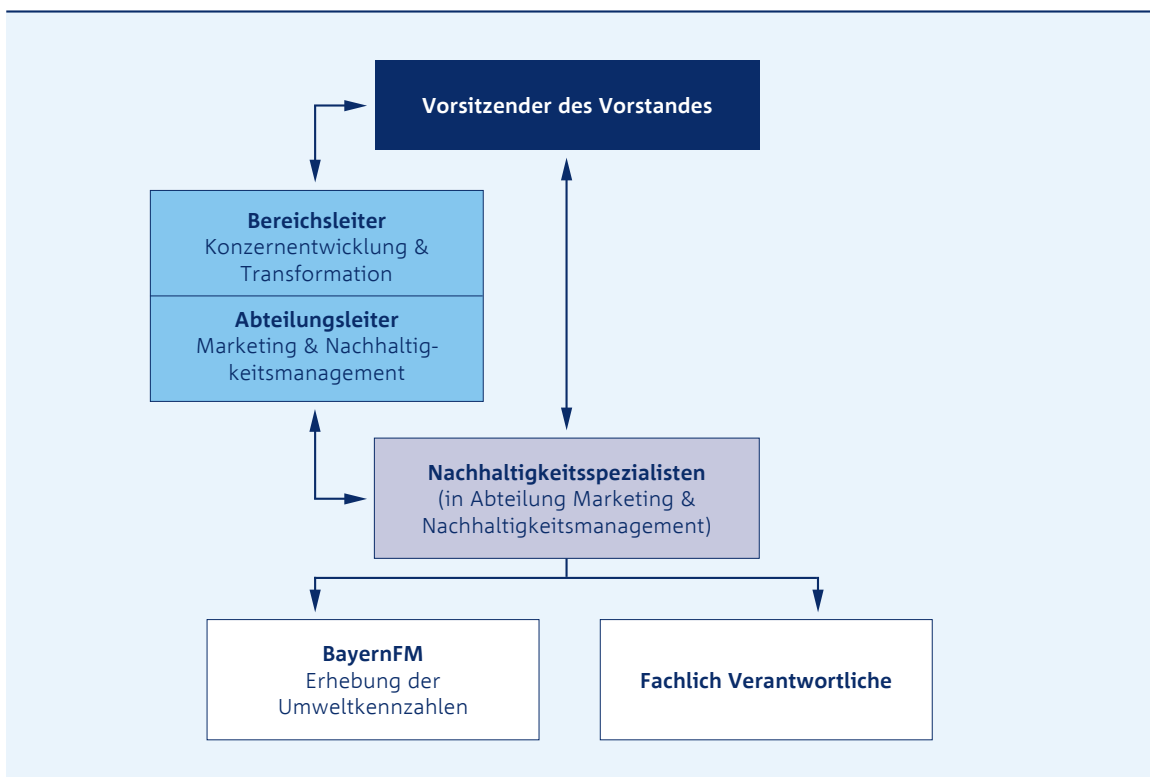 Vorsitzender des Vorstandes
Bereichsleiter
Konzernentwicklung &
Transformation
Abteilungsleiter
Marketing & Nachhaltig-
keitsmanagement
Nachhaltigkeitsspezialisten
(in Abteilung Marketing &
Nachhaltigkeitsmanagement)
BayernFM
Erhebung der
Umweltkennzahlen
Fachlich Verantwortliche